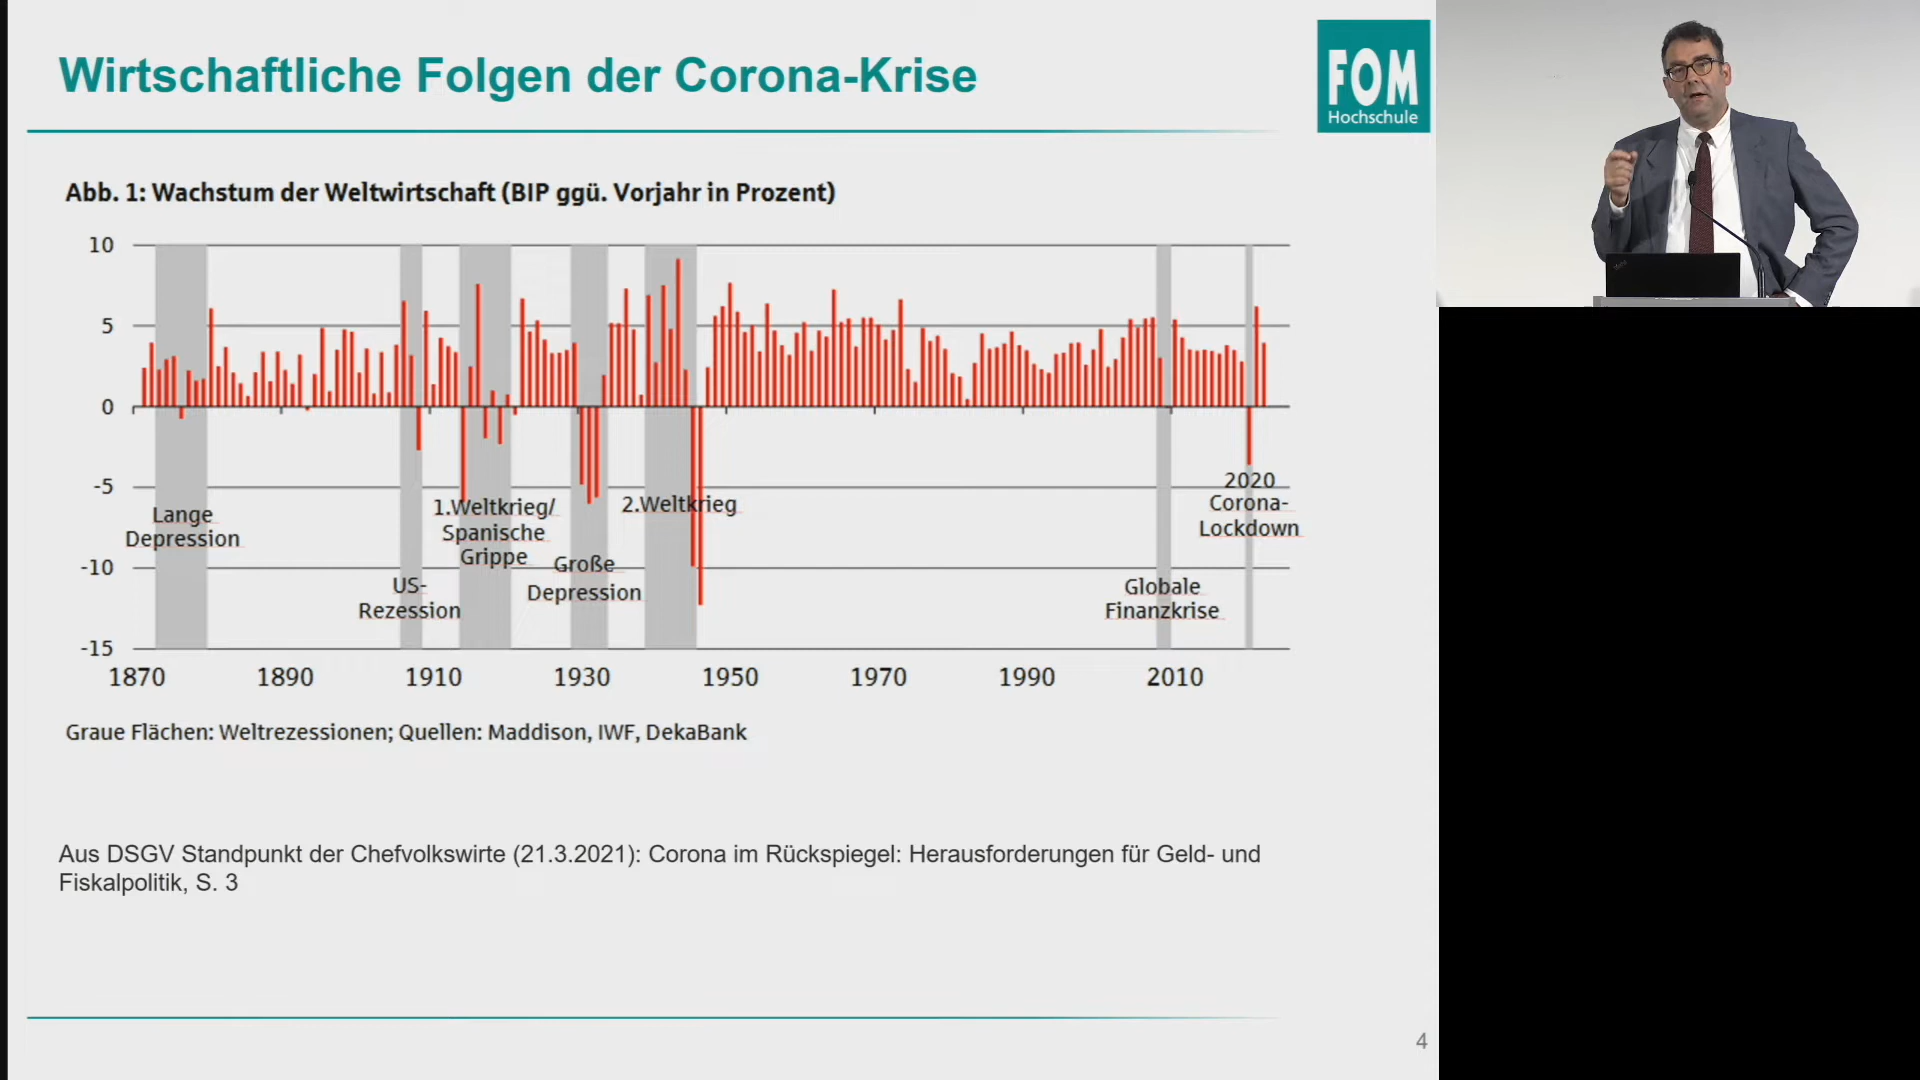 Wirtschaftliche Folgen der Corona-Krise
FOM
Hochschule
Abb. 1: Wachstum der Weltwirtschaft (BIP ggü. Vorjahr in Prozent)
10
5
0
-5
-10
-15
Lange
Depression
US-
Rezession
1.Weltkrieg/
Spanische
Grippe
Große
Depression
2.Weltkrieg
Globale
Finanzkrise
2020
Corona-
Lockdown
1870 1890 1910 1930 1950 1970 1990 2010
Graue Flächen: Weltrezessionen; Quellen: Maddison, IWF, DekaBank
Aus DSGV Standpunkt der Chefvolkswirte (21.3.2021): Corona im Rückspiegel: Herausforderungen für Geld- und
Fiskalpolitik, S. 3
4